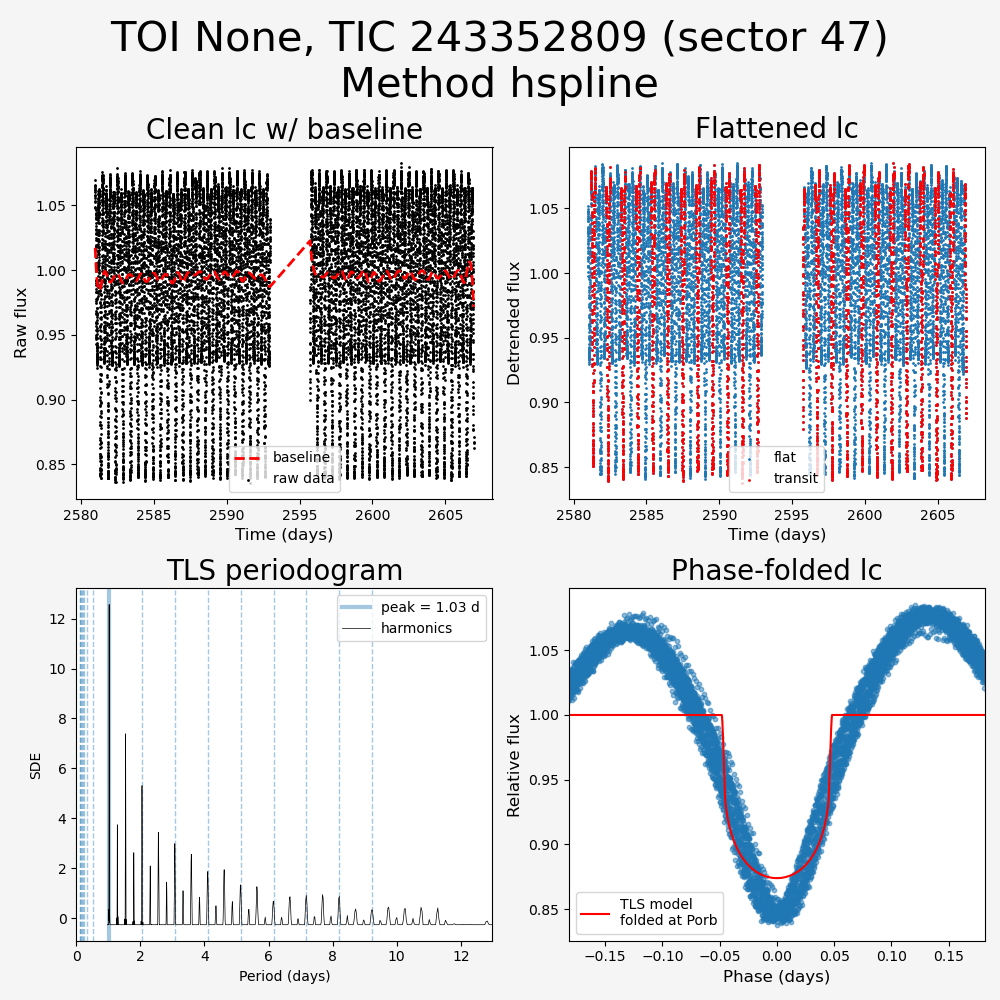 TOI None, TIC 243352809 (sector 47)
Method hspline
Clean lc w/ baseline
Raw flux
1.05
1.00
0.95
0.90
0.85
baseline
raw data
2580 2585 2590 2595 2600 2605
Time (days)
Flattened lc
Detrended flux
1.05
1.00
0.95
0.90
0.85
flat
transit
2580 2585 2590 2595 2600 2605
Time (days)
TLS periodogram
SDE
12
10
8
6
4
2
0
peak = 1.03 d
harmonics
0 2 4 6 8 10 12
Period (days)
Phase-folded lc
Relative flux
1.05
1.00
0.95
0.90
0.85
TLS model
folded at Porb
−0.15 −0.10 −0.05 0.00 0.05 0.10 0.15
Phase (days)